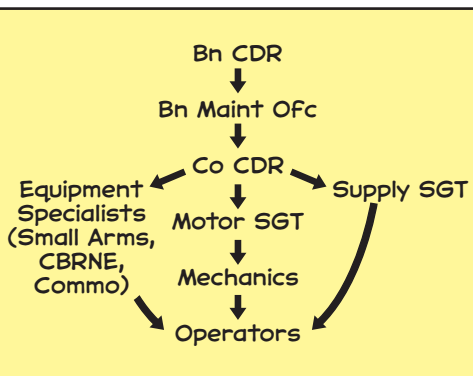 Bn CDR
Bn Maint Ofc
Co CDR
Equipment
Specialists
(Small Arms,
CBRNE,
Commo)
Motor SGT
Supply SGT
Mechanics
Operators